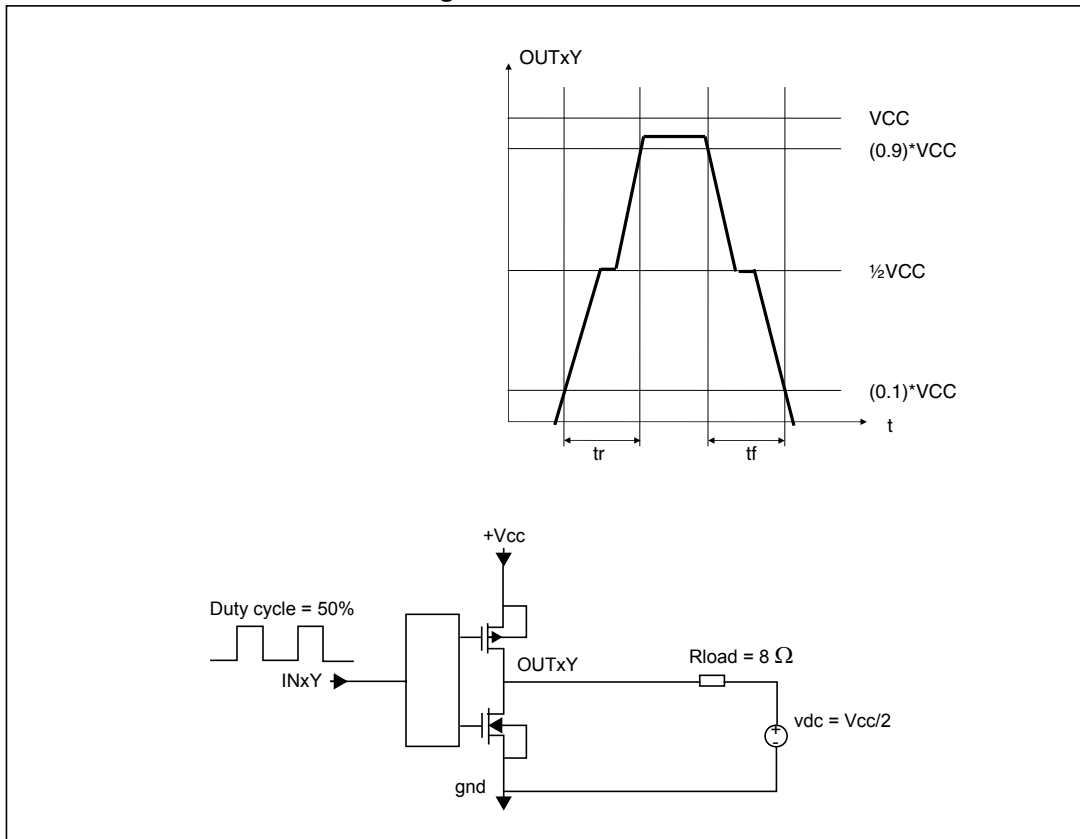 OUTxY
VCC
(0.9)*VCC
½VCC
(0.1)*VCC
t
tr
tf
+Vcc
Duty cycle = 50%
INxY
OUTxY
Rload = 8 Ω
vdc = Vcc/2
+
-
gnd